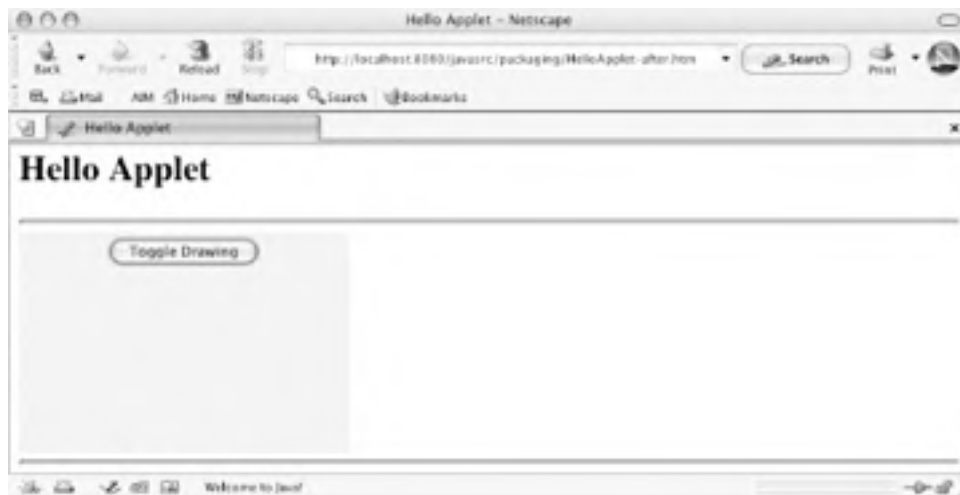 Hello Applet – Netscape
Back Forward Reload Stop http://localhost:8080/javasrc/packaging/HelloApplet-after.htm Search Print
Mail AIM Home Netscape Search Bookmarks
Hello Applet
Hello Applet
Toggle Drawing
Welcome to Java!